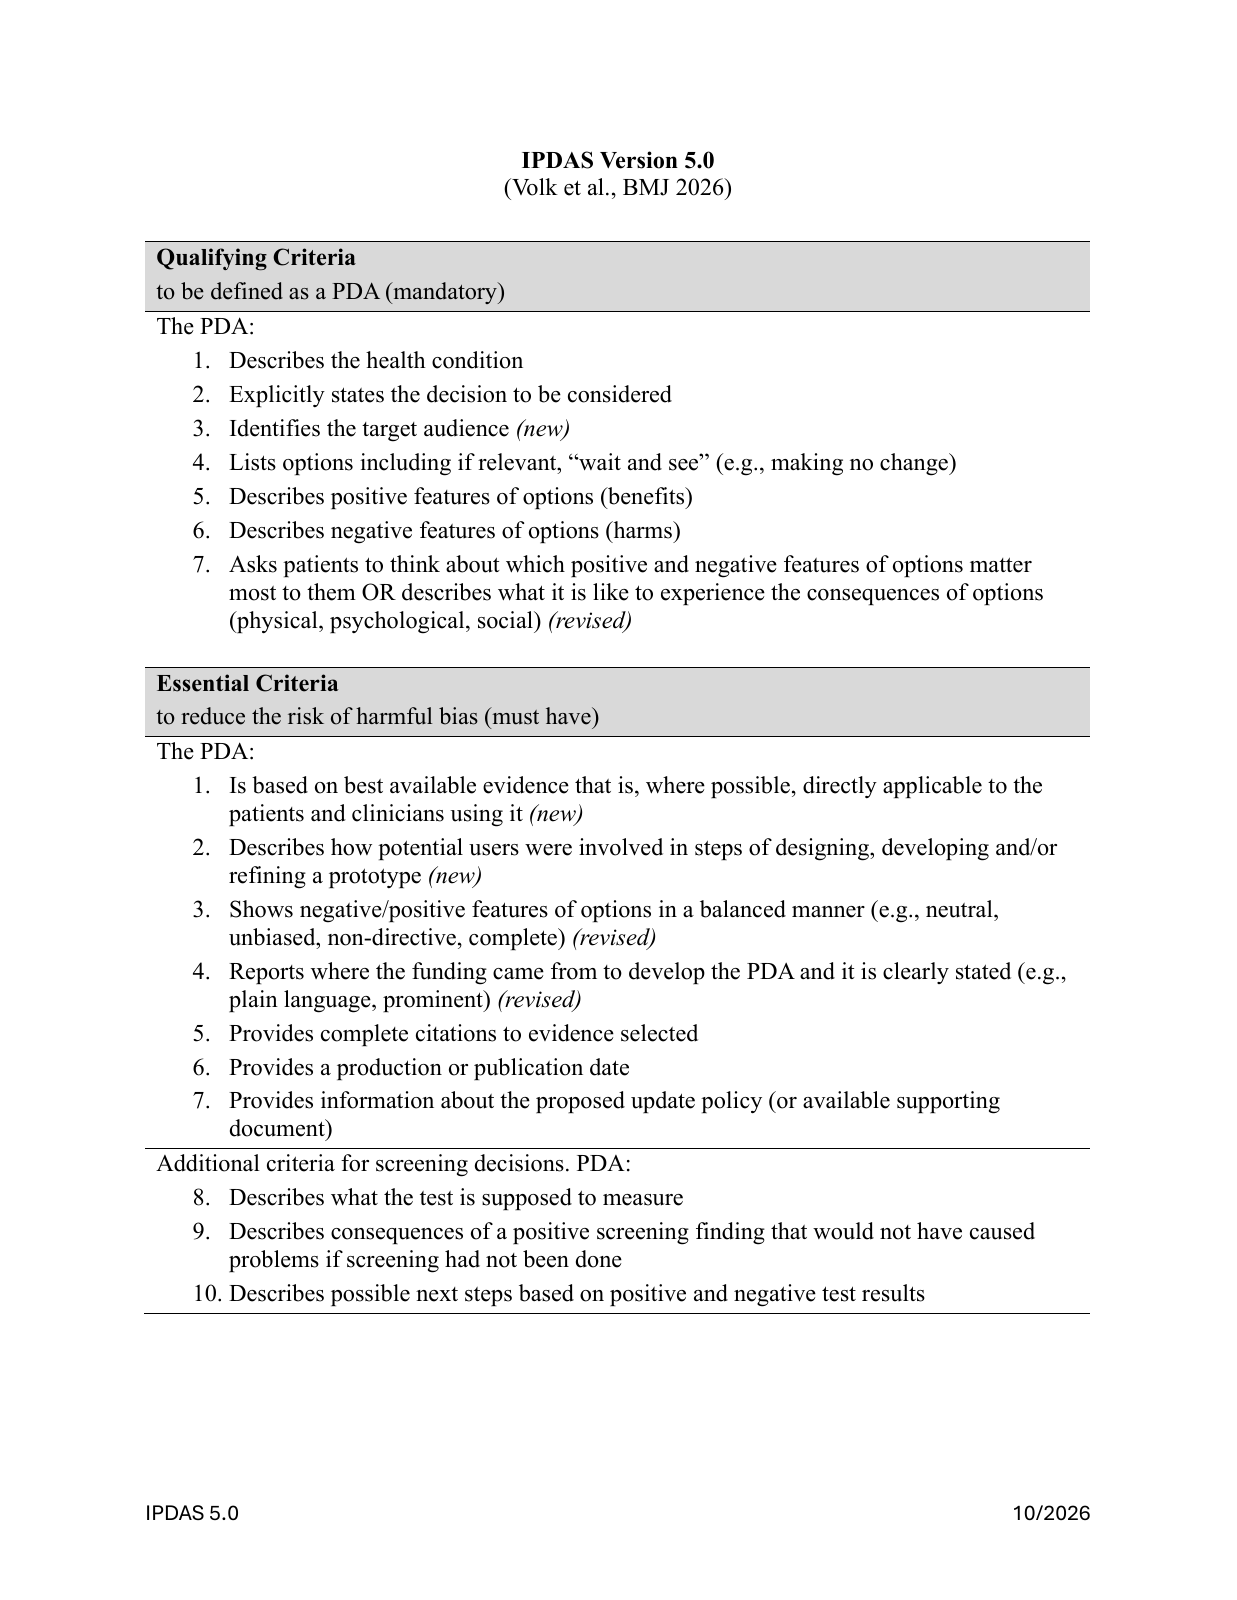 IPDAS Version 5.0
(Volk et al., BMJ 2026)
Qualifying Criteria
to be defined as a PDA (mandatory)
The PDA:
1. Describes the health condition
2. Explicitly states the decision to be considered
3. Identifies the target audience (new)
4. Lists options including if relevant, “wait and see” (e.g., making no change)
5. Describes positive features of options (benefits)
6. Describes negative features of options (harms)
7. Asks patients to think about which positive and negative features of options matter
most to them OR describes what it is like to experience the consequences of options
(physical, psychological, social) (revised)
Essential Criteria
to reduce the risk of harmful bias (must have)
The PDA:
1. Is based on best available evidence that is, where possible, directly applicable to the
patients and clinicians using it (new)
2. Describes how potential users were involved in steps of designing, developing and/or
refining a prototype (new)
3. Shows negative/positive features of options in a balanced manner (e.g., neutral,
unbiased, non-directive, complete) (revised)
4. Reports where the funding came from to develop the PDA and it is clearly stated (e.g.,
plain language, prominent) (revised)
5. Provides complete citations to evidence selected
6. Provides a production or publication date
7. Provides information about the proposed update policy (or available supporting
document)
Additional criteria for screening decisions. PDA:
8. Describes what the test is supposed to measure
9. Describes consequences of a positive screening finding that would not have caused
problems if screening had not been done
10. Describes possible next steps based on positive and negative test results
IPDAS 5.0
10/2026